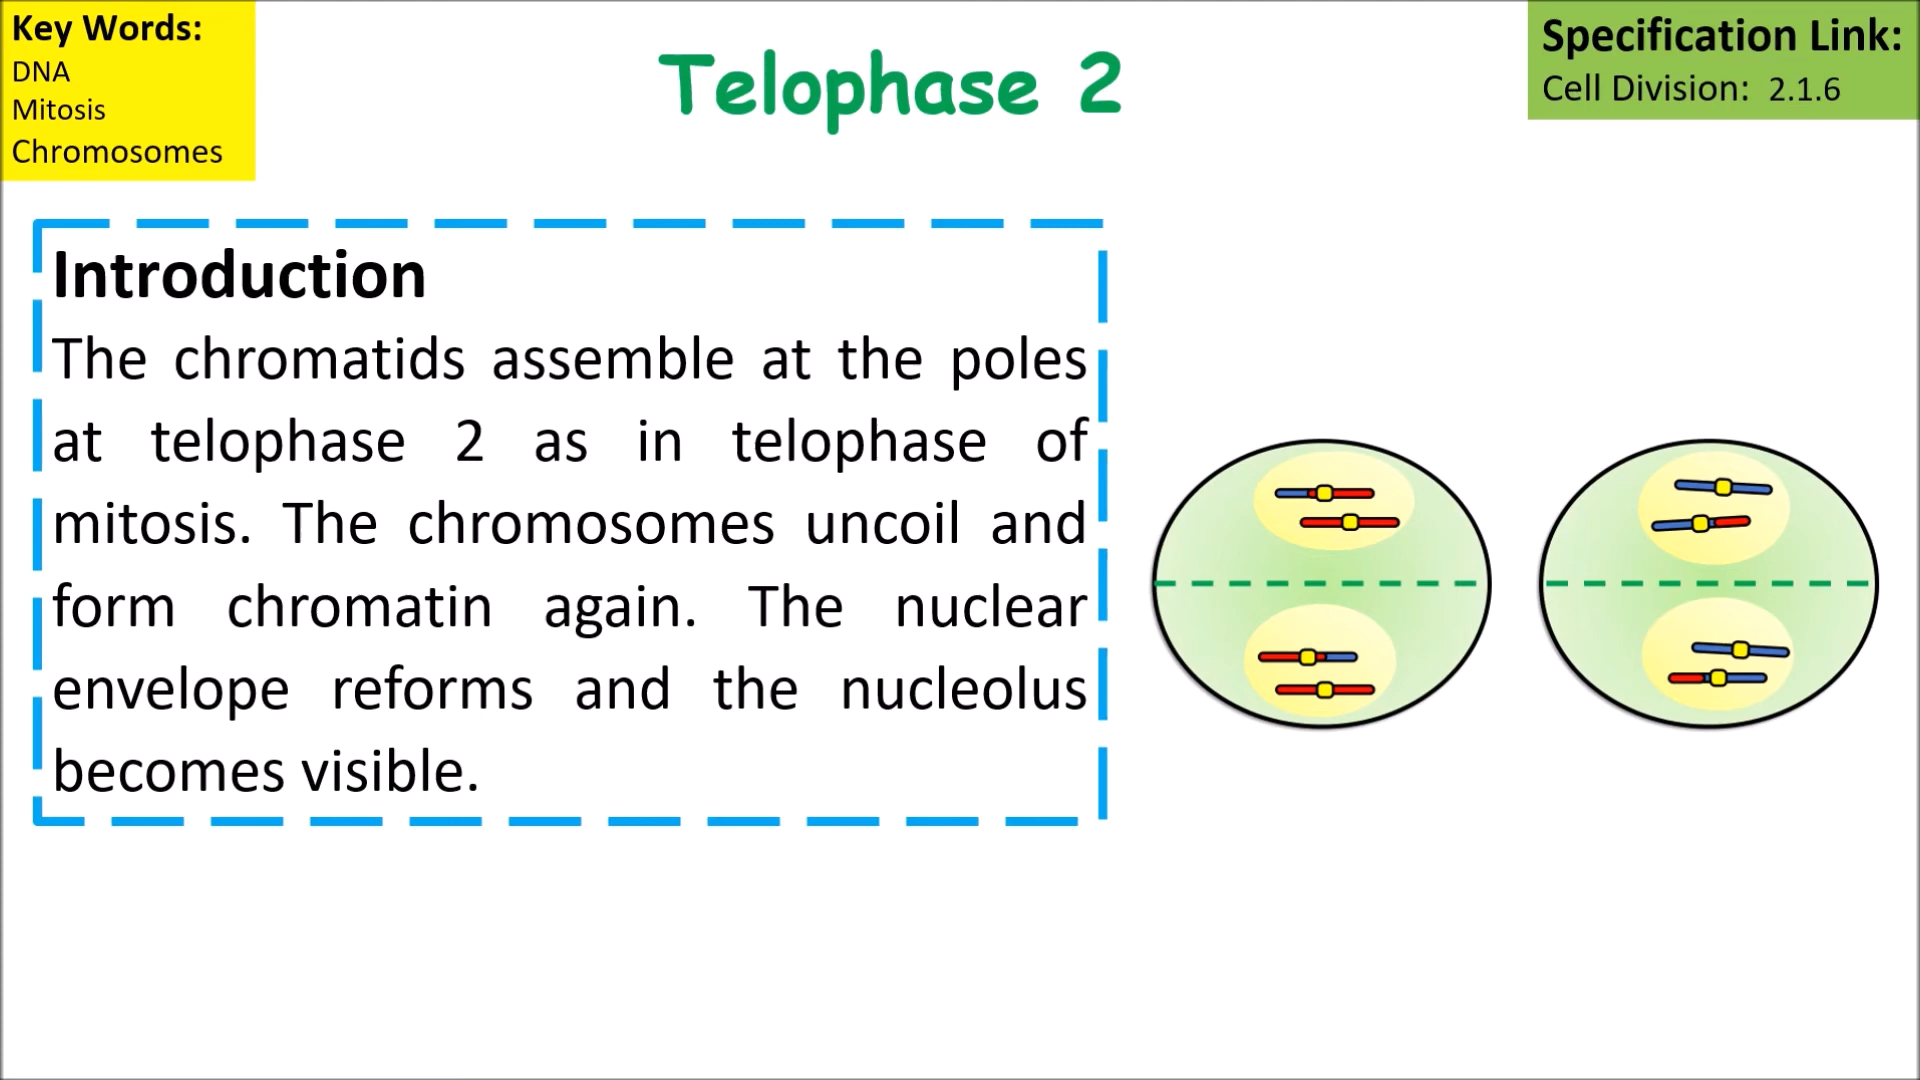 Key Words:
DNA
Mitosis
Chromosomes
Telophase 2
Specification Link:
Cell Division: 2.1.6
Introduction
The chromatids assemble at the poles
at telophase 2 as in telophase of
mitosis. The chromosomes uncoil and
form chromatin again. The nuclear
envelope reforms and the nucleolus
becomes visible.